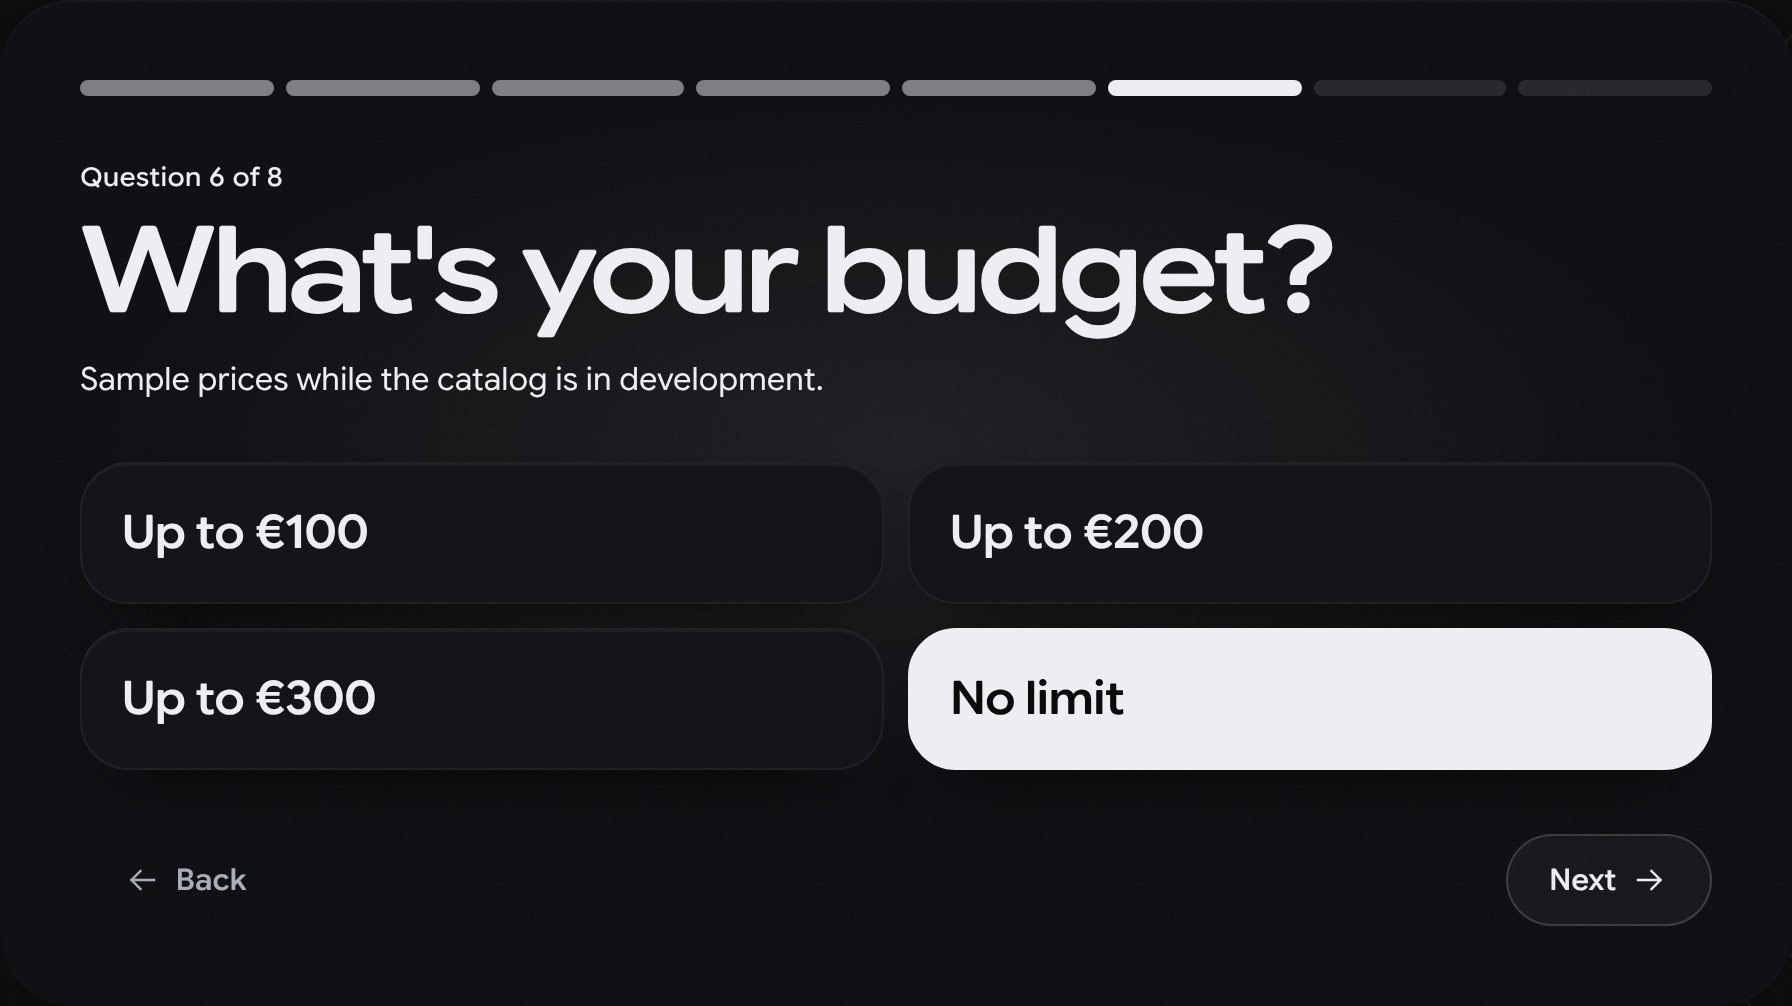 Question 6 of 8
What's your budget?
Sample prices while the catalog is in development.
Up to €100
Up to €200
Up to €300
No limit
← Back
Next →